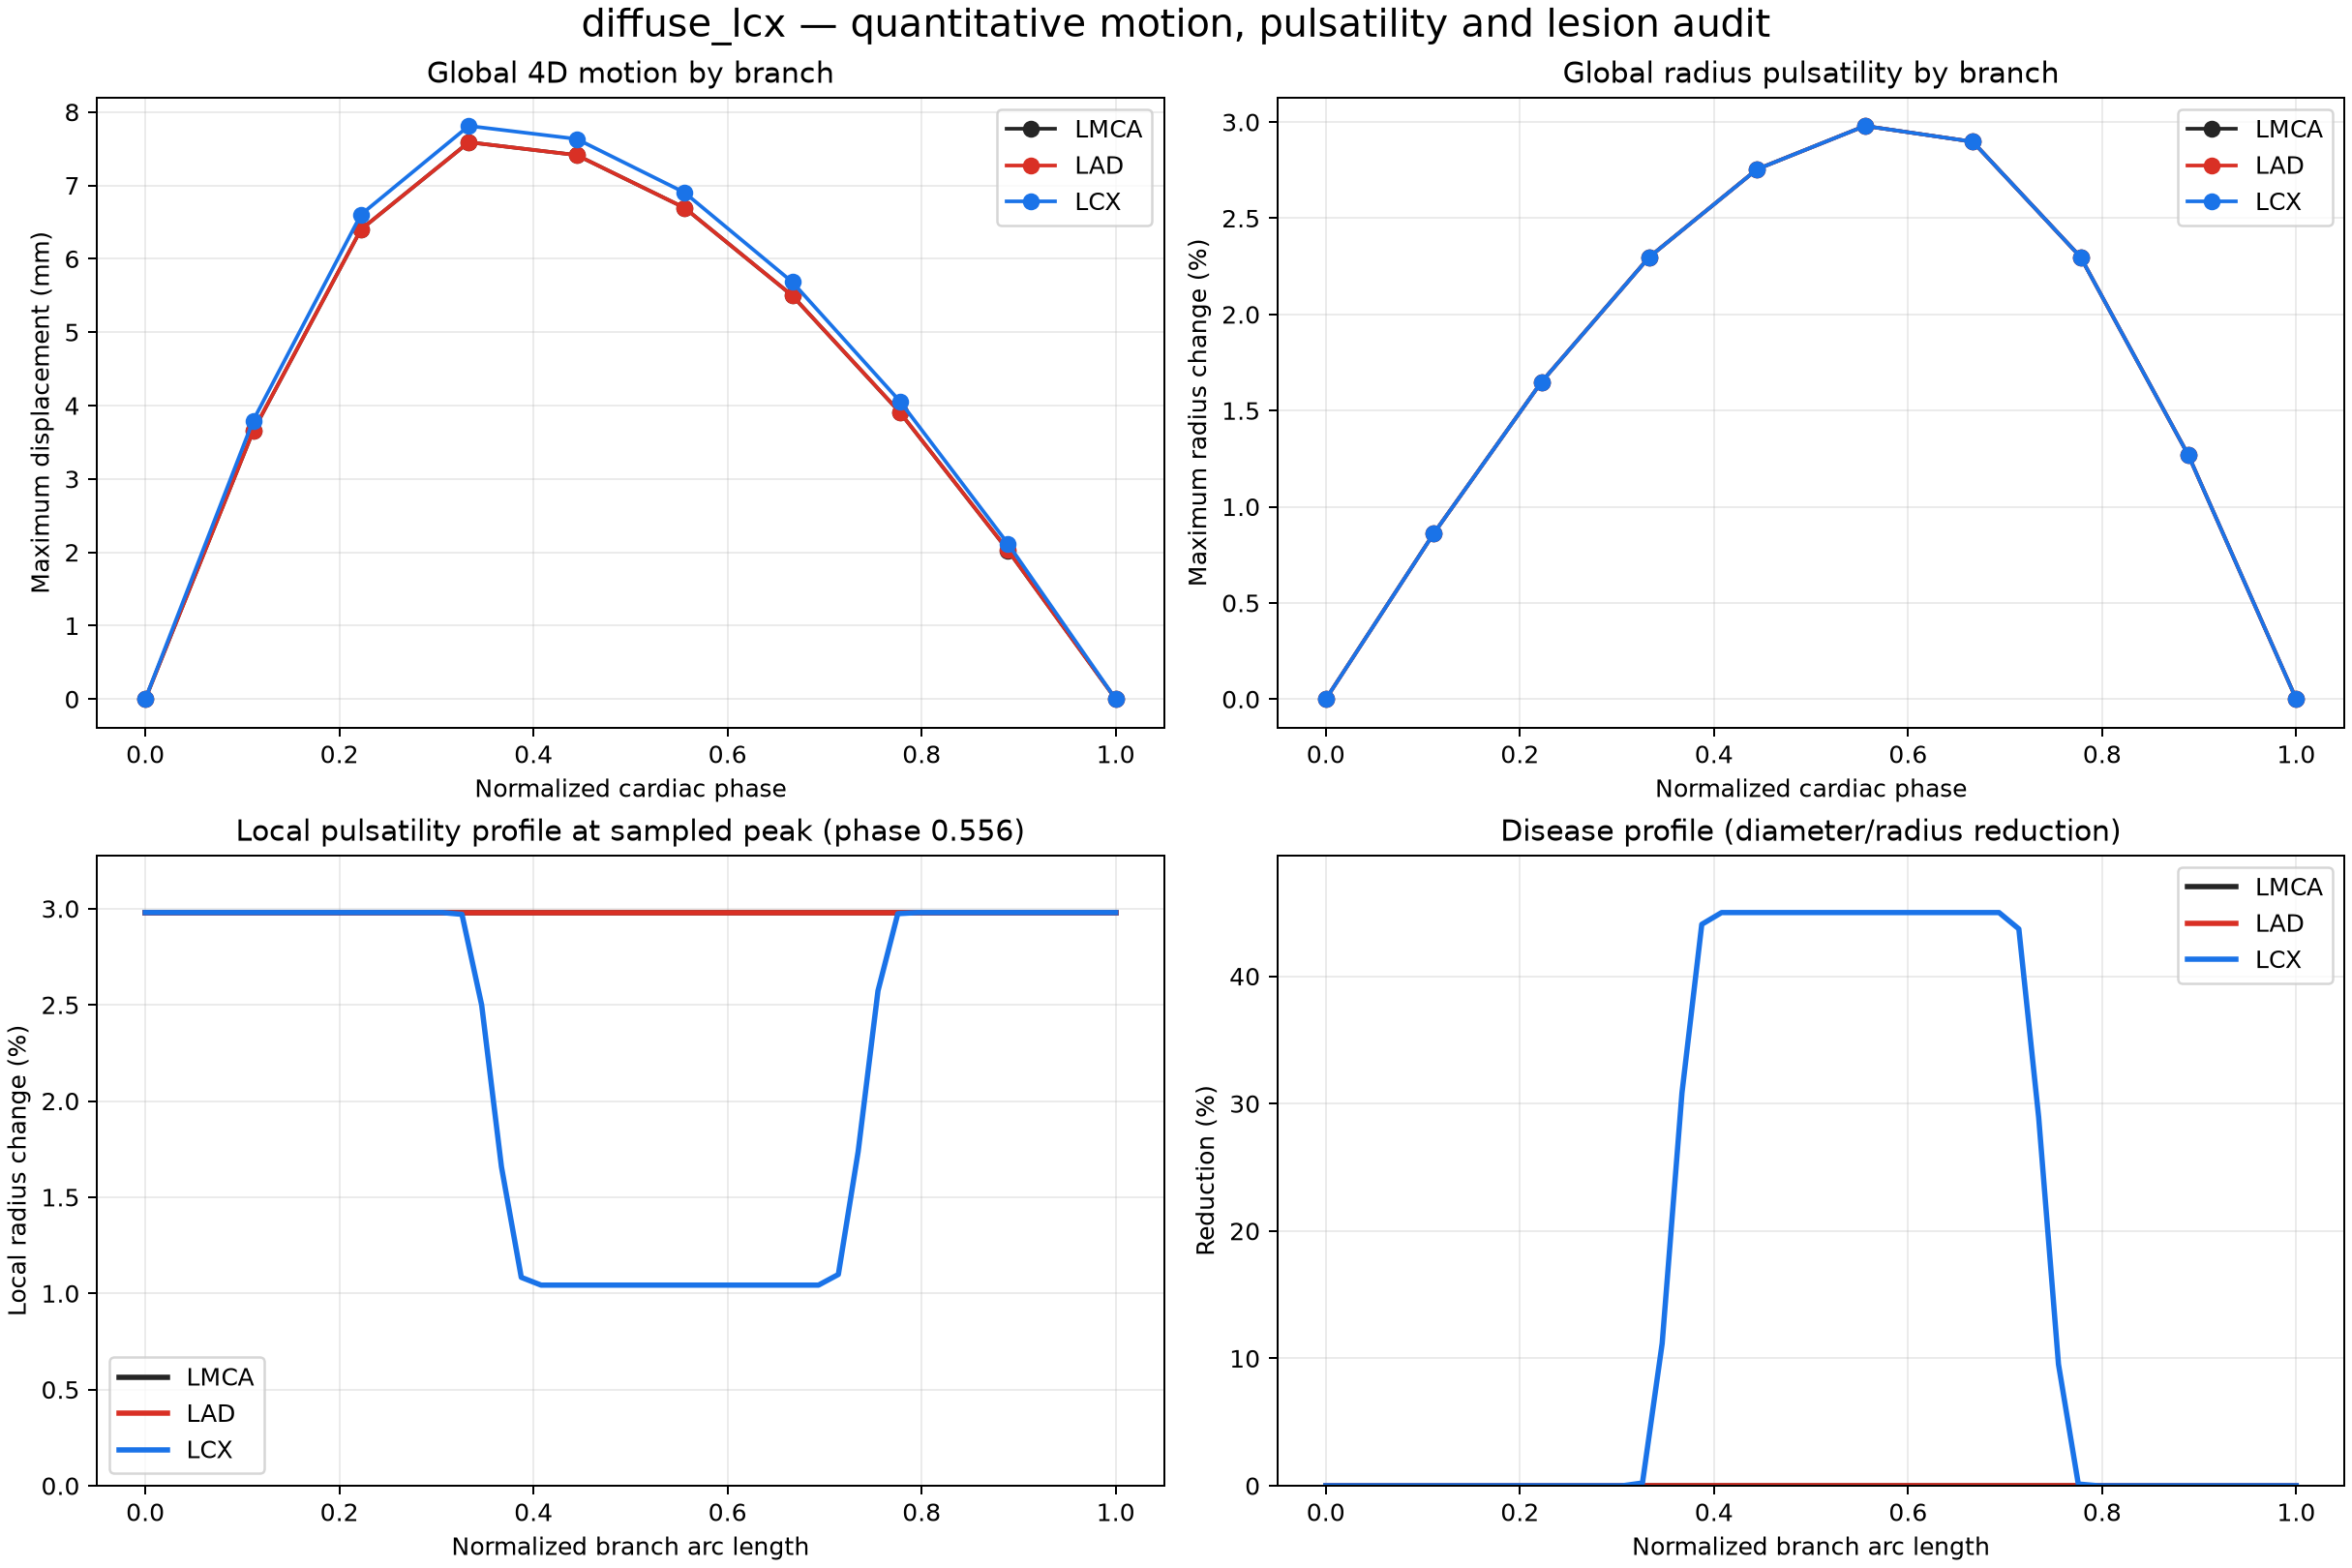 diffuse_lcx — quantitative motion, pulsatility and lesion audit
Global 4D motion by branch
Maximum displacement (mm)
8
7
6
5
4
3
2
1
0
LMCA
LAD
LCX
0.0 0.2 0.4 0.6 0.8 1.0
Normalized cardiac phase
Global radius pulsatility by branch
Maximum radius change (%)
3.0
2.5
2.0
1.5
1.0
0.5
0.0
LMCA
LAD
LCX
0.0 0.2 0.4 0.6 0.8 1.0
Normalized cardiac phase
Local pulsatility profile at sampled peak (phase 0.556)
Local radius change (%)
3.0
2.5
2.0
1.5
1.0
0.5
0.0
LMCA
LAD
LCX
0.0 0.2 0.4 0.6 0.8 1.0
Normalized branch arc length
Disease profile (diameter/radius reduction)
Reduction (%)
40
30
20
10
0
LMCA
LAD
LCX
0.0 0.2 0.4 0.6 0.8 1.0
Normalized branch arc length